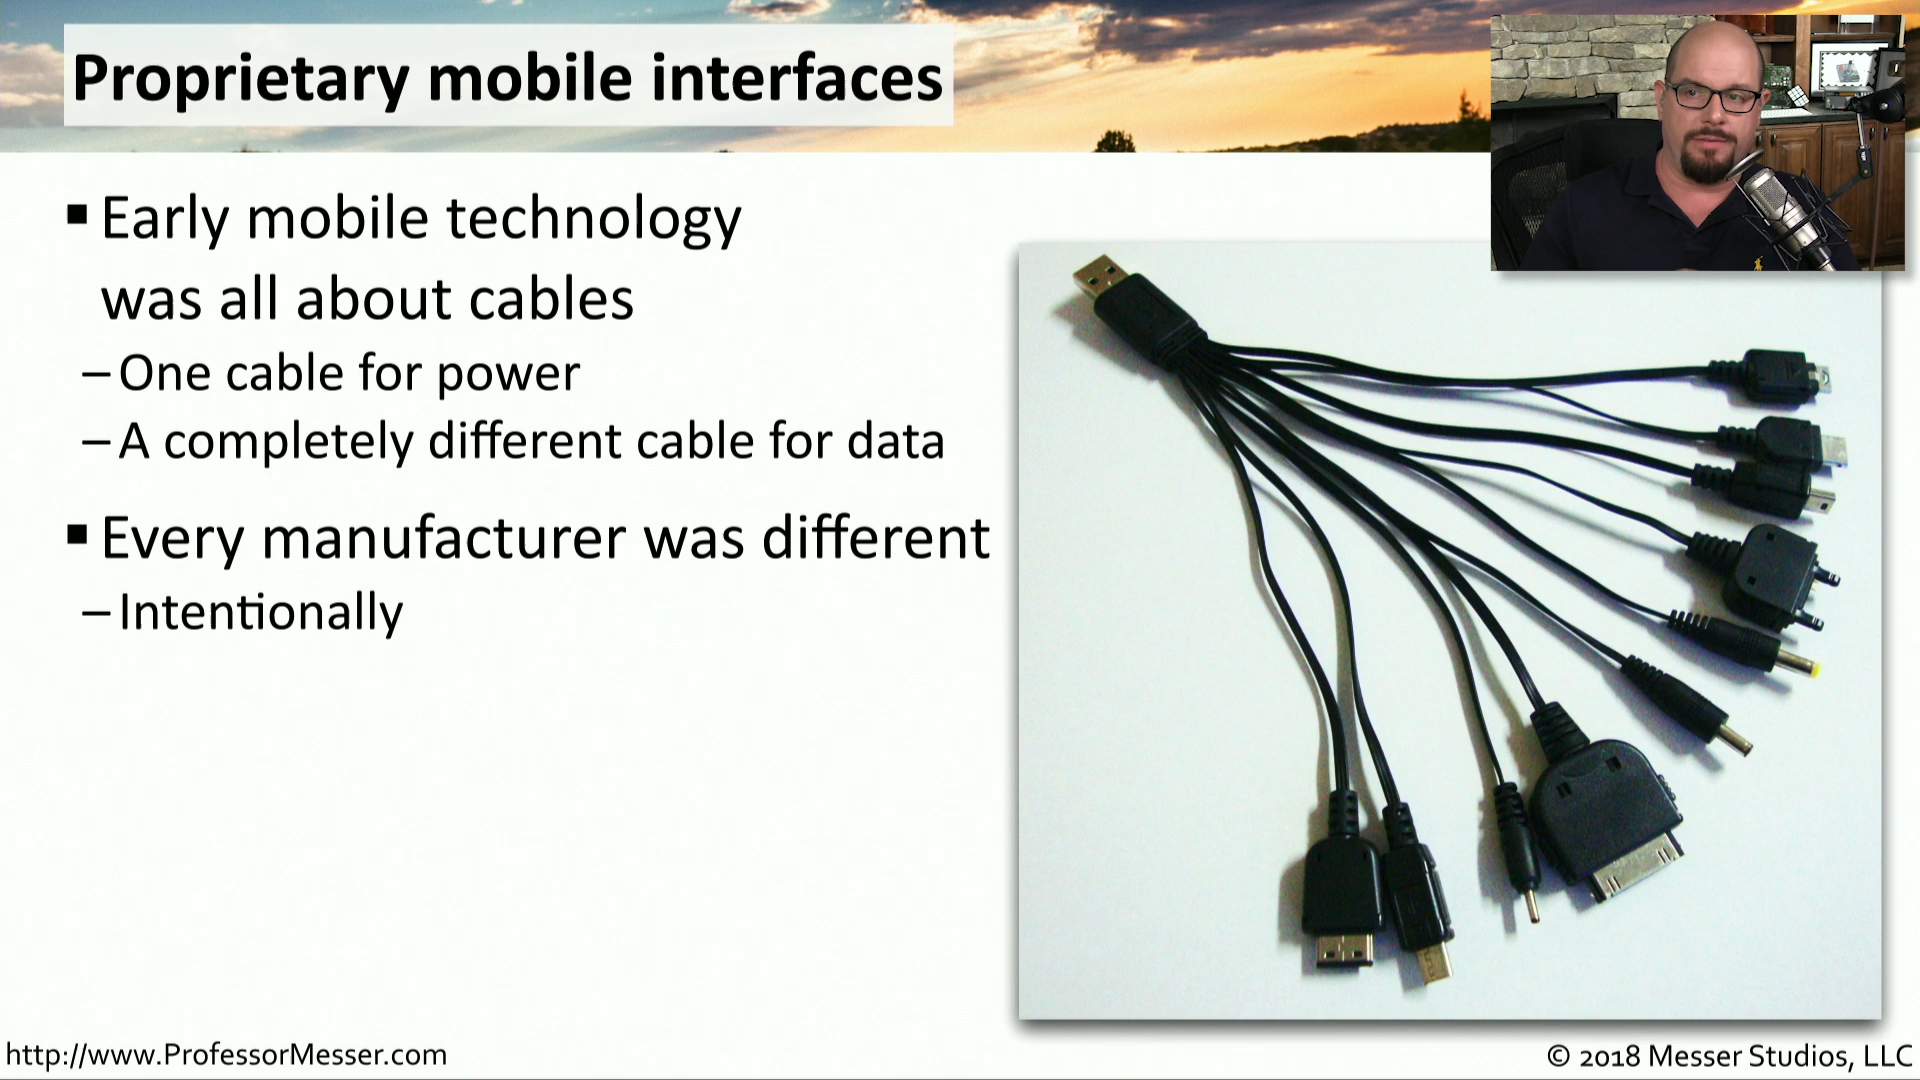 Proprietary mobile interfaces
▪ Early mobile technology
was all about cables
– One cable for power
– A completely different cable for data
▪ Every manufacturer was different
– Intentionally
http://www.ProfessorMesser.com
© 2018 Messer Studios, LLC